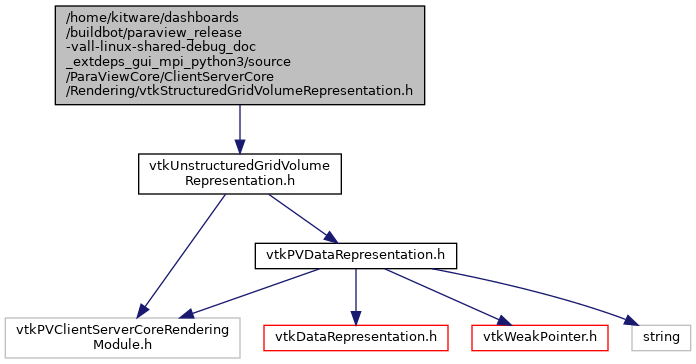 /home/kitware/dashboards
/buildbot/paraview_release
-vall-linux-shared-debug_doc
_extdeps_gui_mpi_python3/source
/ParaViewCore/ClientServerCore
/Rendering/vtkStructuredGridVolumeRepresentation.h
vtkUnstructuredGridVolume
Representation.h
vtkPVDataRepresentation.h
vtkPVClientServerCoreRendering
Module.h
vtkDataRepresentation.h
vtkWeakPointer.h
string